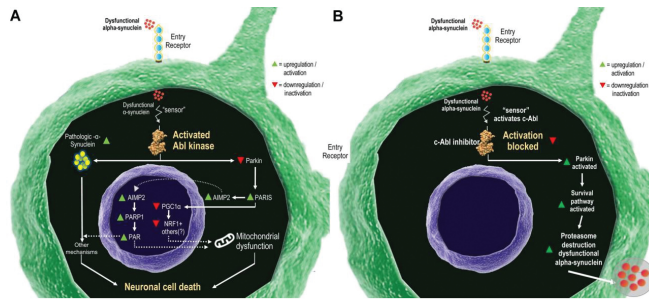 A
Dysfunctional
alpha-synuclein
Entry
Receptor
= upregulation /
activation
= downregulation /
inactivation
Dysfunctional
α-synuclein
"sensor"
Pathologic-α-
Synuclein
Activated
Abl kinase
Parkin
AIMP2
PARIS
AIMP2
PGC1α
PARP1
NRF1+
others(?)
PAR
Other
mechanisms
Mitochondrial
dysfunction
Neuronal cell death
B
Dysfunctional
alpha-synuclein
Entry
Receptor
= upregulation /
activation
= downregulation /
inactivation
Dysfunctional
alpha-synuclein
"sensor"
activates c-Abl
Entry
Receptor
c-Abl inhibitor
Activation
blocked
Parkin
activated
Survival
pathway
activated
Proteasome
destruction
dysfunctional
alpha-synuclein